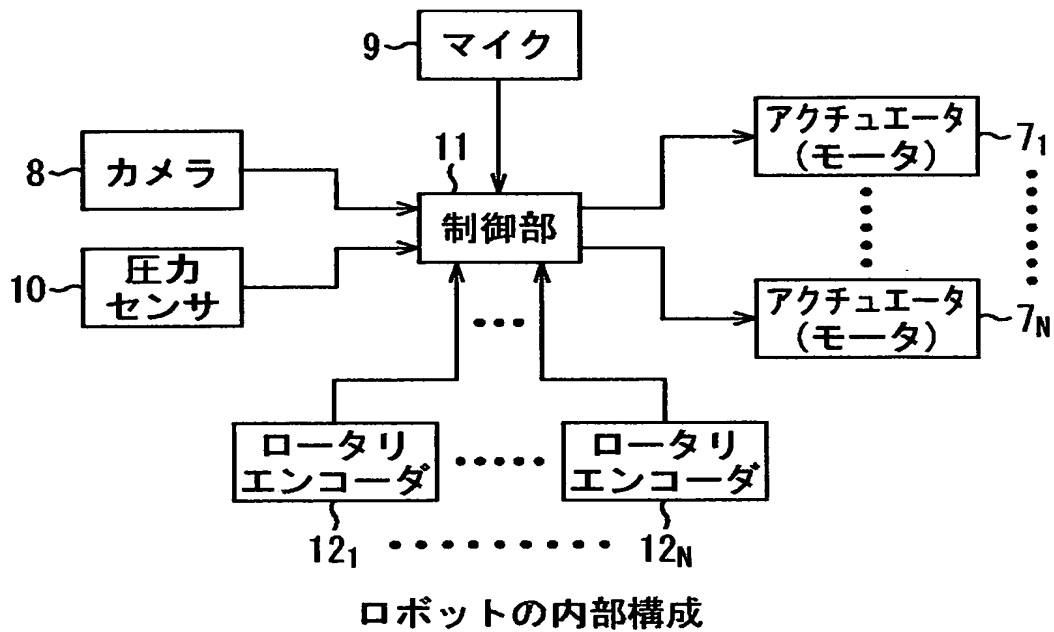 9 マイク
11
8 カメラ
制御部
10 圧力
センサ
アクチュエータ
(モータ)
7₁
アクチュエータ
(モータ)
7N
ロータリ
エンコーダ
12₁
ロータリ
エンコーダ
12N
ロボットの内部構成